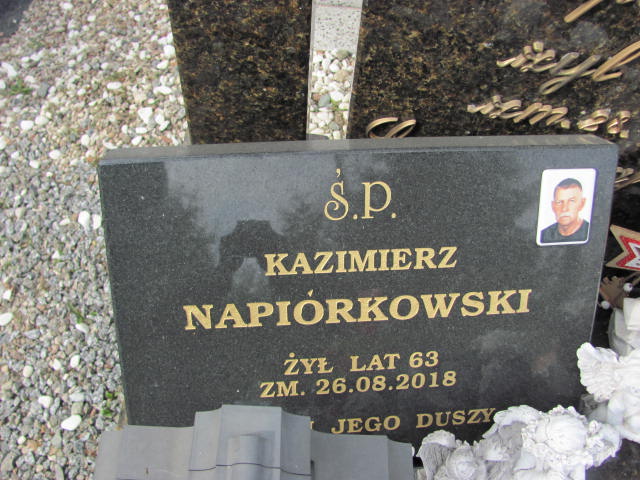 Ś.P.
KAZIMIERZ
NAPIÓRKOWSKI
ŻYŁ LAT 63
ZM. 26.08.2018
JEGO DUSZY